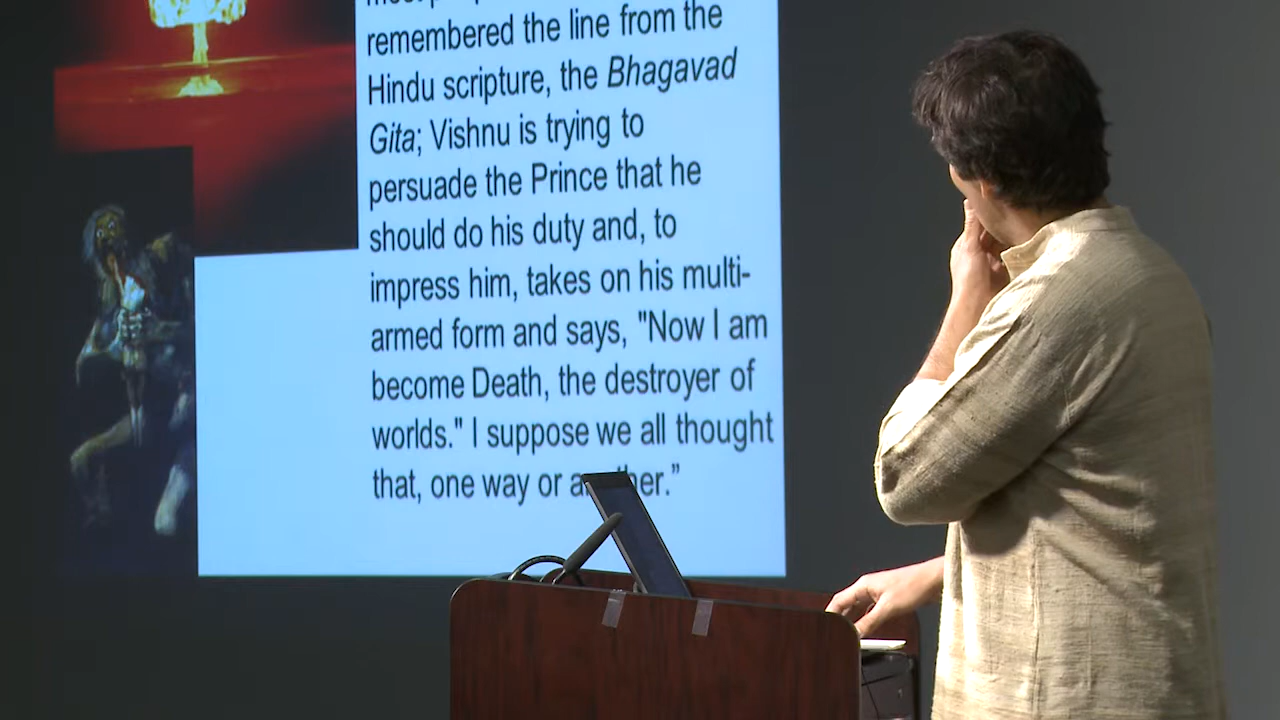 remembered the line from the
Hindu scripture, the Bhagavad
Gita; Vishnu is trying to
persuade the Prince that he
should do his duty and, to
impress him, takes on his multi-
armed form and says, "Now I am
become Death, the destroyer of
worlds." I suppose we all thought
that, one way or another.”